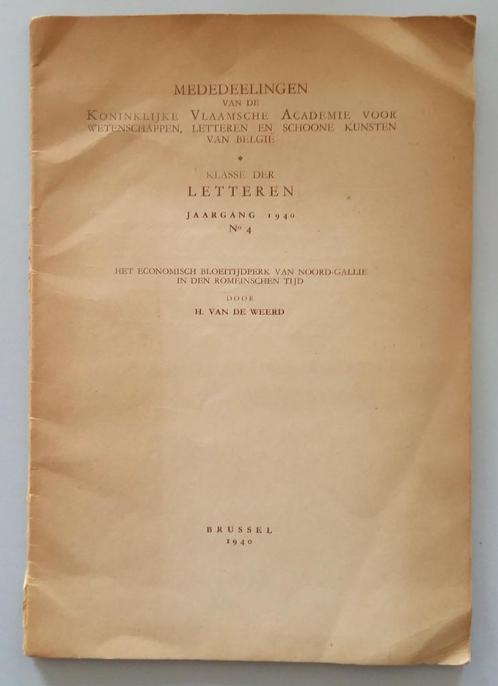 MEDEDEELINGEN
VAN DE
KONINKLIJKE VLAAMSCHE ACADEMIE VOOR
WETENSCHAPPEN, LETTEREN EN SCHOONE KUNSTEN
VAN BELGIË
*
KLASSE DER
LETTEREN
JAARGANG 1940
Nº 4
HET ECONOMISCH BLOEITIJDPERK VAN NOORD-GALLIE
IN DEN ROMEINSCHEN TIJD
DOOR
H. VAN DE WEERD
BRUSSEL
1940